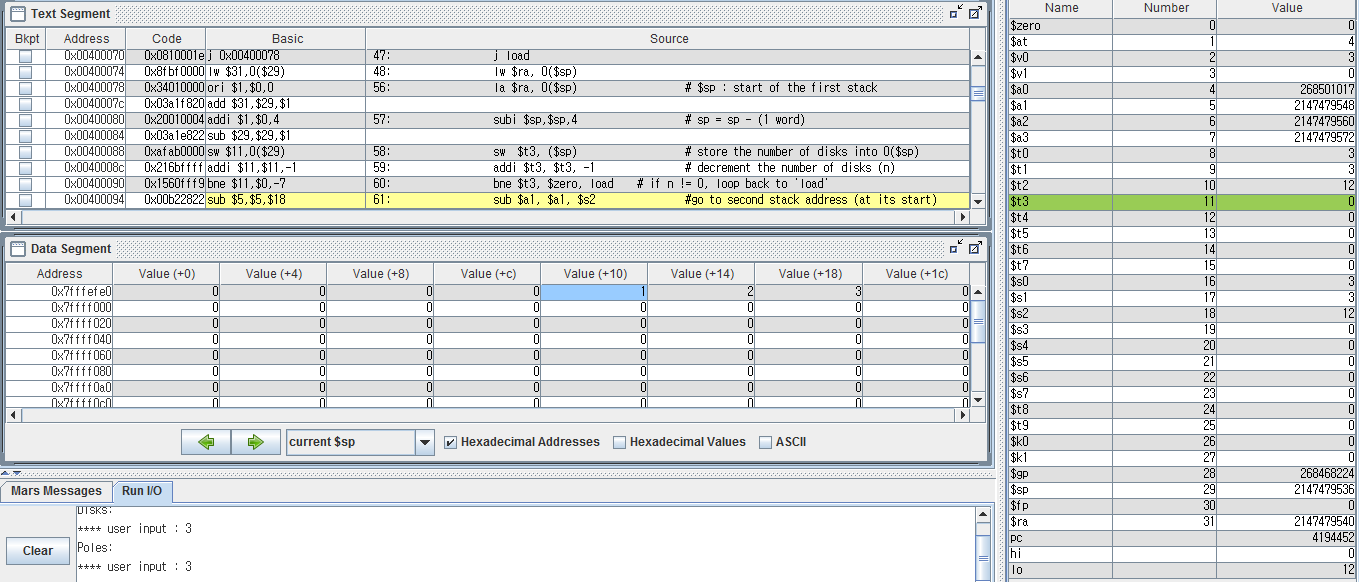 Text Segment
Bkpt Address Code Basic Source
0x00400070 0x0810001e j 0x00400078 47: j load
0x00400074 0x8fbf0000 lw $31,0($29) 48: lw $ra, 0($sp)
0x00400078 0x34010000 ori $1,$0,0 56: la $ra, 0($sp) # $sp : start of the first stack
0x0040007c 0x03a1f820 add $31,$29,$1
0x00400080 0x20010004 addi $1,$0,4 57: subi $sp,$sp,4 # sp = sp - (1 word)
0x00400084 0x03a1e822 sub $29,$29,$1
0x00400088 0xafab0000 sw $11,0($29) 58: sw $t3, ($sp) # store the number of disks into 0($sp)
0x0040008c 0x216bffff addi $11,$11,-1 59: addi $t3, $t3, -1 # decrement the number of disks (n)
0x00400090 0x1560fff9 bne $11,$0,-7 60: bne $t3, $zero, load # if n != 0, loop back to 'load'
0x00400094 0x00b22822 sub $5,$5,$18 61: sub $a1, $a1, $s2 #go to second stack address (at its start)
Data Segment
Address Value (+0) Value (+4) Value (+8) Value (+c) Value (+10) Value (+14) Value (+18) Value (+1c)
0x7fffefe0 0 0 0 0 1 2 3 0
0x7ffff000 0 0 0 0 0 0 0 0
0x7ffff020 0 0 0 0 0 0 0 0
0x7ffff040 0 0 0 0 0 0 0 0
0x7ffff060 0 0 0 0 0 0 0 0
0x7ffff080 0 0 0 0 0 0 0 0
0x7ffff0a0 0 0 0 0 0 0 0 0
0x7ffff0c0 0 0 0 0 0 0 0 0
current $sp Hexadecimal Addresses Hexadecimal Values ASCII
Mars Messages Run I/O
Clear
Disks:
**** user input : 3
Poles:
**** user input : 3
Name Number Value
$zero 0 0
$at 1 4
$v0 2 3
$v1 3 0
$a0 4 268501017
$a1 5 2147479548
$a2 6 2147479560
$a3 7 2147479572
$t0 8 3
$t1 9 3
$t2 10 12
$t3 11 0
$t4 12 0
$t5 13 0
$t6 14 0
$t7 15 0
$s0 16 3
$s1 17 3
$s2 18 12
$s3 19 0
$s4 20 0
$s5 21 0
$s6 22 0
$s7 23 0
$t8 24 0
$t9 25 0
$k0 26 0
$k1 27 0
$gp 28 268468224
$sp 29 2147479536
$fp 30 0
$ra 31 2147479540
pc 4194452
hi 0
lo 12